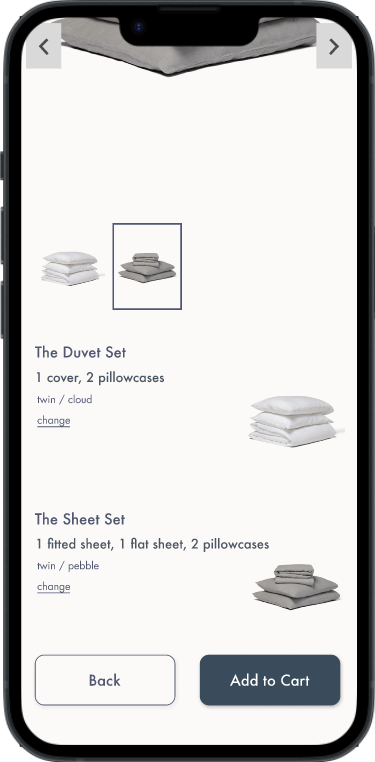 The Duvet Set
1 cover, 2 pillowcases
twin / cloud
change
The Sheet Set
1 fitted sheet, 1 flat sheet, 2 pillowcases
twin / pebble
change
Back
Add to Cart